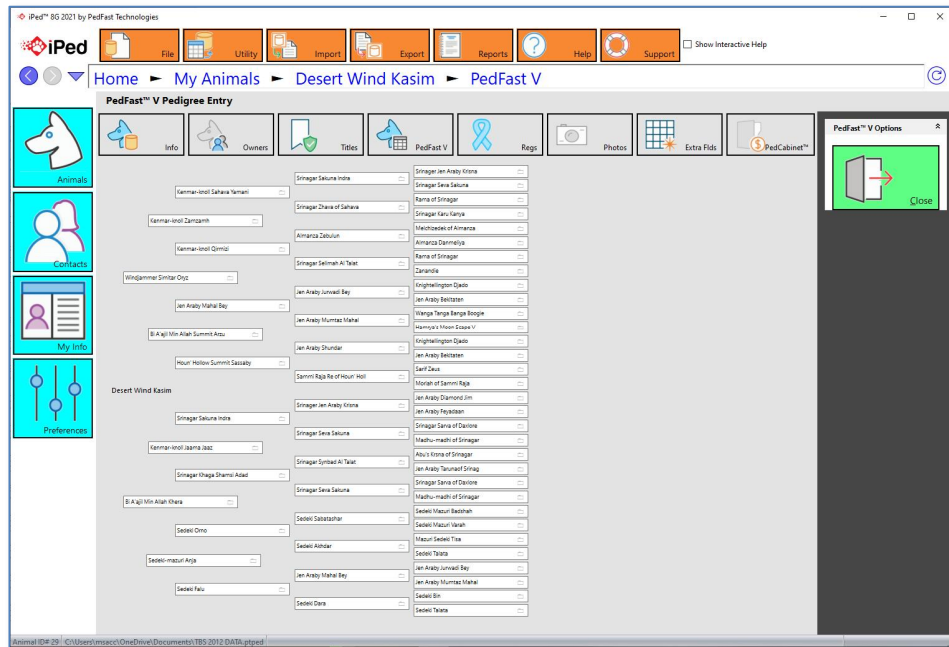 iPed™ 8G 2021 by PedFast Technologies
iPed
File
Utility
Import
Export
Reports
Help
Support
Show Interactive Help
Home ► My Animals ► Desert Wind Kasim ► PedFast V
PedFast™ V Pedigree Entry
Info
Owners
Titles
PedFast V
Regs
Photos
Extra Flds
PedCabinet™
PedFast™ V Options
Close
Animals
Contacts
My Info
Preferences
Srinager Jen Araby Krisna
Srinagar Sakuna Indra
Srinagar Seva Sakuna
Kenmar-knoll Sahava Yamani
Rama of Srinagar
Srinagar Zhava of Sahava
Srinagar Karu Kanya
Kenmar-knoll Zamzamh
Melchizedek of Almanza
Almanza Zebulun
Almanza Danmeliya
Kenmar-knoll Qirmizi
Rama of Srinagar
Srinagar Selimah Al Talat
Zanandie
Windjammer Simitar Oryz
Knightellington Djado
Jen Araby Jurwadi Bey
Jen Araby Bekitaten
Jen Araby Mahal Bey
Wanga Tanga Banga Boogie
Jen Araby Mumtaz Mahal
Hamrya's Moon Scape V
Bi A'ajil Min Allah Summit Arzu
Knightellington Djado
Jen Araby Shundar
Jen Araby Bekitaten
Houn' Hollow Summit Sassaby
Sarif Zeus
Sammi Raja Re of Houn' Holl
Moriah of Sammi Raja
Desert Wind Kasim
Jen Araby Diamond Jim
Srinager Jen Araby Krisna
Jen Araby Feyadaan
Srinagar Sakuna Indra
Srinagar Sarva of Daxlore
Srinagar Seva Sakuna
Madhu-madhi of Srinagar
Kenmar-knoll Jaama Jaaz
Abu's Krsna of Srinagar
Srinagar Synbad Al Talat
Jen Araby Tarunaof Srinag
Srinagar Khaga Shamsi Adad
Srinagar Sarva of Daxlore
Srinagar Seva Sakuna
Madhu-madhi of Srinagar
Bi A'ajil Min Allah Khera
Sedeki Mazuri Badshah
Sedeki Sabatashar
Sedeki Mazuri Varah
Sedeki Omo
Mazuri Sedeki Tisa
Sedeki Akhdar
Sedeki Talata
Sedeki-mazuri Anja
Jen Araby Jurwadi Bey
Jen Araby Mahal Bey
Jen Araby Mumtaz Mahal
Sedeki Falu
Sedeki Bin
Sedeki Dara
Sedeki Talata
Animal ID# 29
C:\Users\msacc\OneDrive\Documents\TBS 2012 DATA.ptped